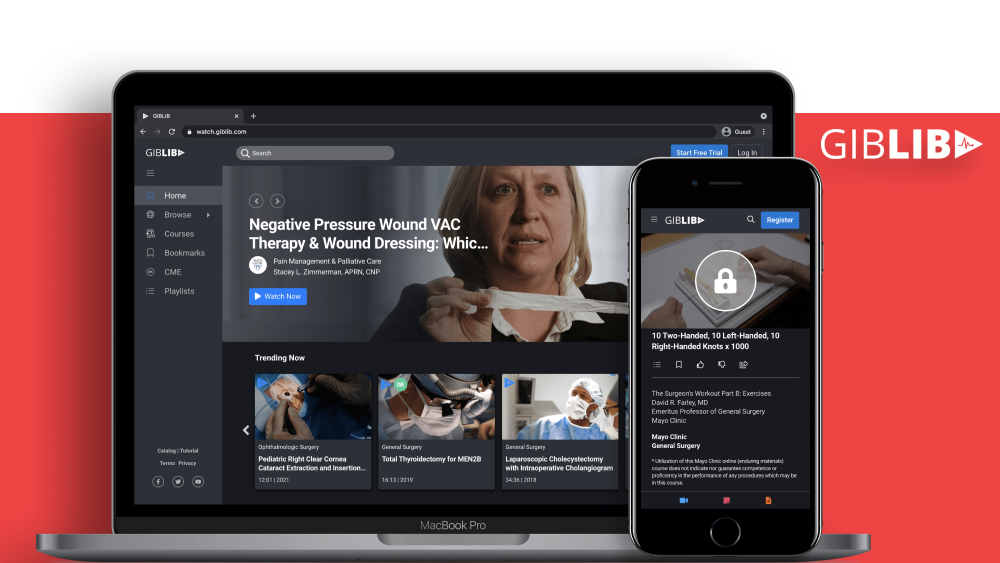 GIBLIB
watch.giblib.com
Guest
GIBLIB
Search
Start Free Trial
Log In
Home
Browse
Courses
Bookmarks
CME
Playlists
Catalog | Tutorial
Terms Privacy
Negative Pressure Wound VAC
Therapy & Wound Dressing: Whic...
Pain Management & Palliative Care
Stacey L. Zimmerman, APRN, CNP
Watch Now
Trending Now
Ophthalmologic Surgery
Pediatric Right Clear Cornea
Cataract Extraction and Insertion...
12:01 | 2021
General Surgery
Total Thyroidectomy for MEN2B
16:13 | 2019
General Surgery
Laparoscopic Cholecystectomy
with Intraoperative Cholangiogram
34:36 | 2018
MacBook Pro
GIBLIB
GIBLIB
Register
10 Two-Handed, 10 Left-Handed, 10
Right-Handed Knots x 1000
The Surgeon's Workout Part B: Exercises
David R. Farley, MD
Emeritus Professor of General Surgery
Mayo Clinic
Mayo Clinic
General Surgery
* Utilization of this Mayo Clinic online (enduring materials)
course does not indicate nor guarantee competence or
proficiency in the performance of any procedures which may be
in this course.